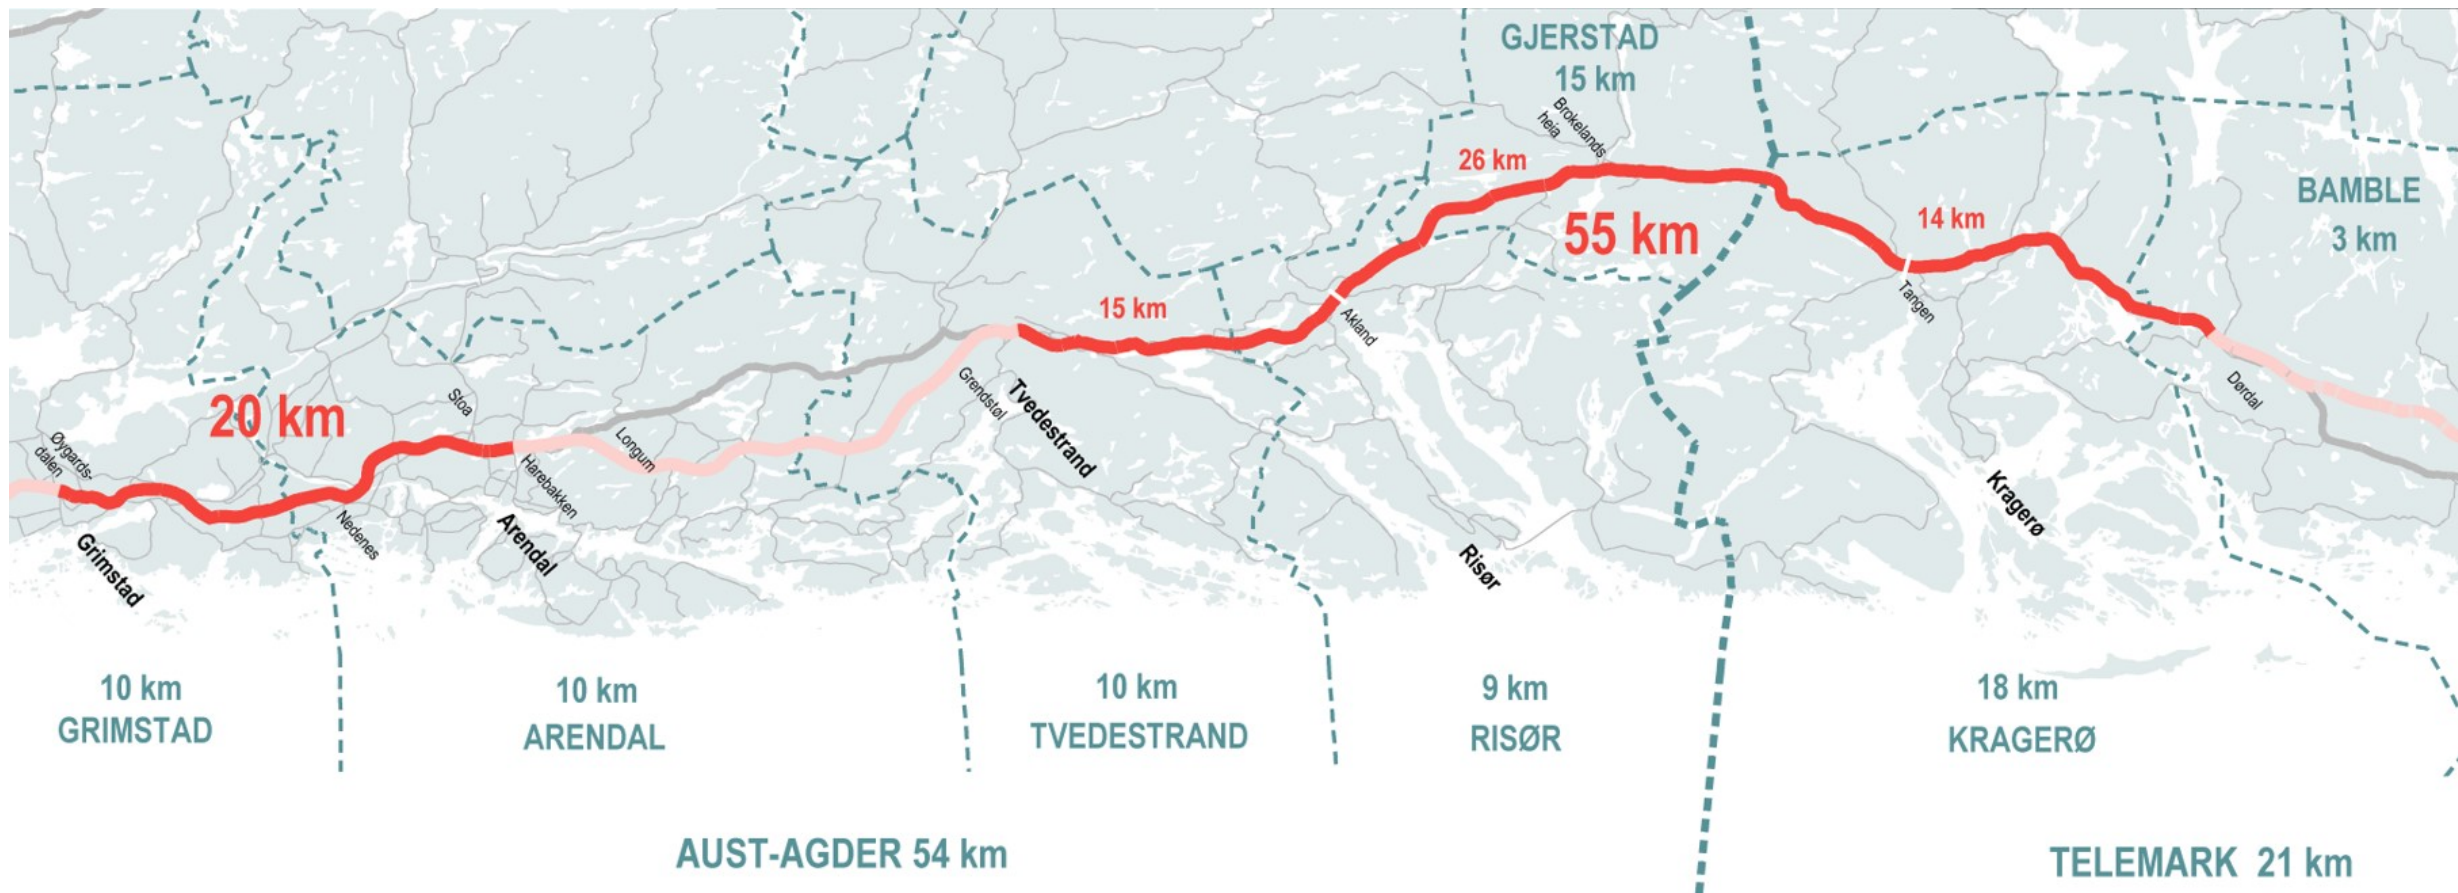 GJERSTAD
15 km
Brokelands
heia
26 km
55 km
14 km
BAMBLE
3 km
15 km
Akland
Tangen
Dørdal
20 km
Stoa
Øygards-
dalen
Longum
Grendstøl
Tvedestrand
Harebakken
Nedenes
Grimstad
Arendal
Risør
Kragerø
10 km
GRIMSTAD
10 km
ARENDAL
10 km
TVEDESTRAND
9 km
RISØR
18 km
KRAGERØ
AUST-AGDER 54 km
TELEMARK 21 km